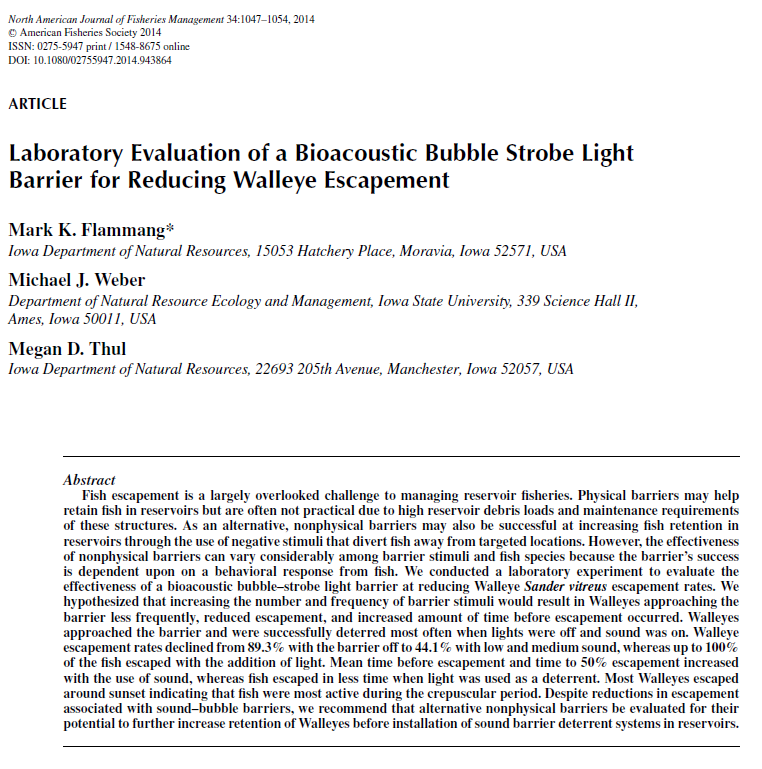 North American Journal of Fisheries Management 34:1047–1054, 2014
© American Fisheries Society 2014
ISSN: 0275-5947 print / 1548-8675 online
DOI: 10.1080/02755947.2014.943864
ARTICLE
Laboratory Evaluation of a Bioacoustic Bubble Strobe Light
Barrier for Reducing Walleye Escapement
Mark K. Flammang*
Iowa Department of Natural Resources, 15053 Hatchery Place, Moravia, Iowa 52571, USA
Michael J. Weber
Department of Natural Resource Ecology and Management, Iowa State University, 339 Science Hall II,
Ames, Iowa 50011, USA
Megan D. Thul
Iowa Department of Natural Resources, 22693 205th Avenue, Manchester, Iowa 52057, USA
Abstract
Fish escapement is a largely overlooked challenge to managing reservoir fisheries. Physical barriers may help
retain fish in reservoirs but are often not practical due to high reservoir debris loads and maintenance requirements
of these structures. As an alternative, nonphysical barriers may also be successful at increasing fish retention in
reservoirs through the use of negative stimuli that divert fish away from targeted locations. However, the effectiveness
of nonphysical barriers can vary considerably among barrier stimuli and fish species because the barrier's success
is dependent upon on a behavioral response from fish. We conducted a laboratory experiment to evaluate the
effectiveness of a bioacoustic bubble–strobe light barrier at reducing Walleye Sander vitreus escapement rates. We
hypothesized that increasing the number and frequency of barrier stimuli would result in Walleyes approaching the
barrier less frequently, reduced escapement, and increased amount of time before escapement occurred. Walleyes
approached the barrier and were successfully deterred most often when lights were off and sound was on. Walleye
escapement rates declined from 89.3% with the barrier off to 44.1% with low and medium sound, whereas up to 100%
of the fish escaped with the addition of light. Mean time before escapement and time to 50% escapement increased
with the use of sound, whereas fish escaped in less time when light was used as a deterrent. Most Walleyes escaped
around sunset indicating that fish were most active during the crepuscular period. Despite reductions in escapement
associated with sound–bubble barriers, we recommend that alternative nonphysical barriers be evaluated for their
potential to further increase retention of Walleyes before installation of sound barrier deterrent systems in reservoirs.